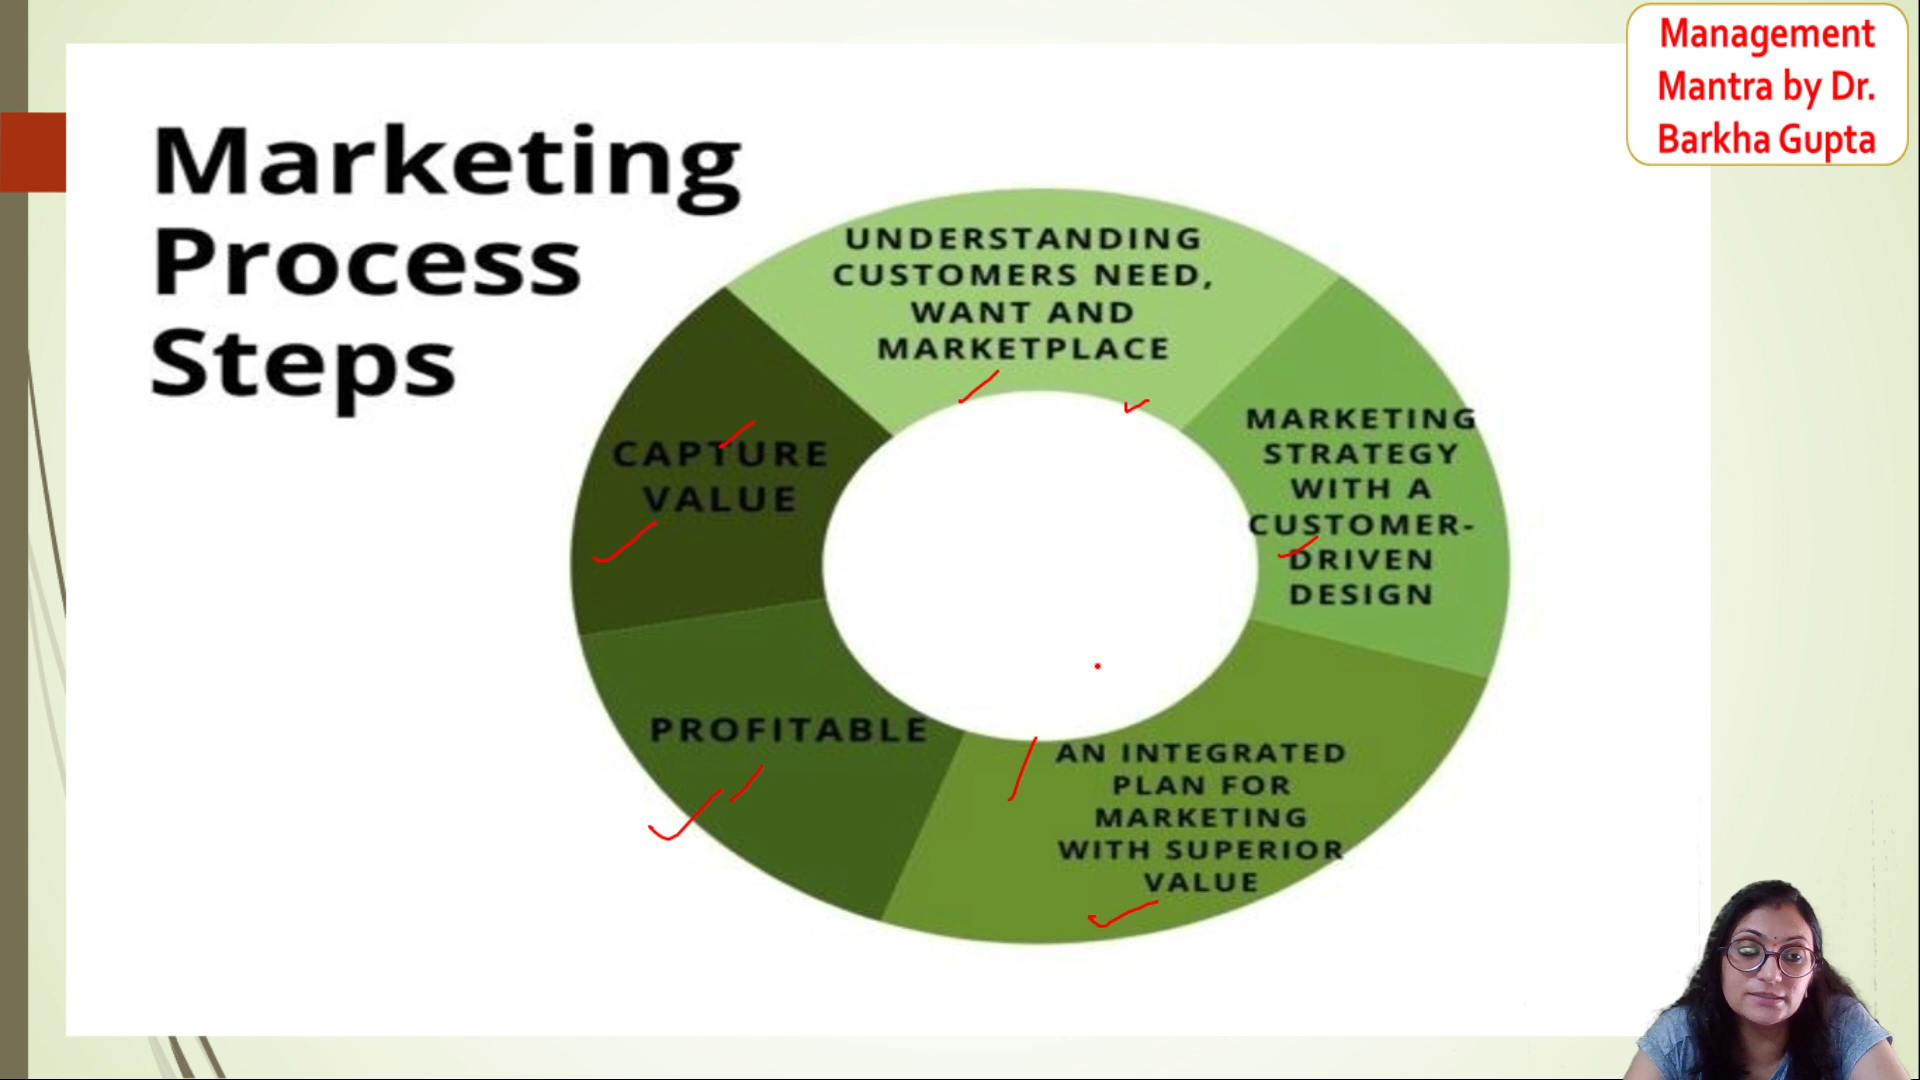 Management
Mantra by Dr.
Barkha Gupta
Marketing
Process
Steps
UNDERSTANDING
CUSTOMERS NEED,
WANT AND
MARKETPLACE
MARKETING
STRATEGY
WITH A
CUSTOMER-
DRIVEN
DESIGN
AN INTEGRATED
PLAN FOR
MARKETING
WITH SUPERIOR
VALUE
PROFITABLE
CAPTURE
VALUE